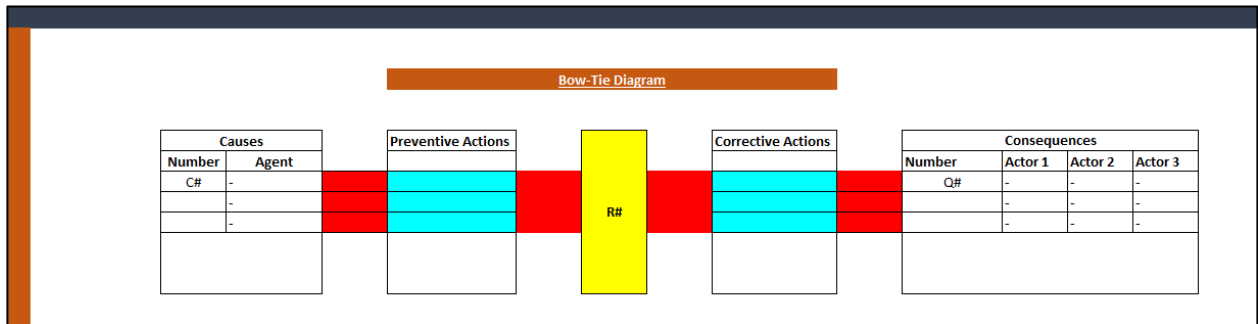 Bow-Tie Diagram
Causes Preventive Actions Corrective Actions Consequences
Number Agent Number Actor 1 Actor 2 Actor 3
C# - Q# - - -
- - - -
R#
- - - -